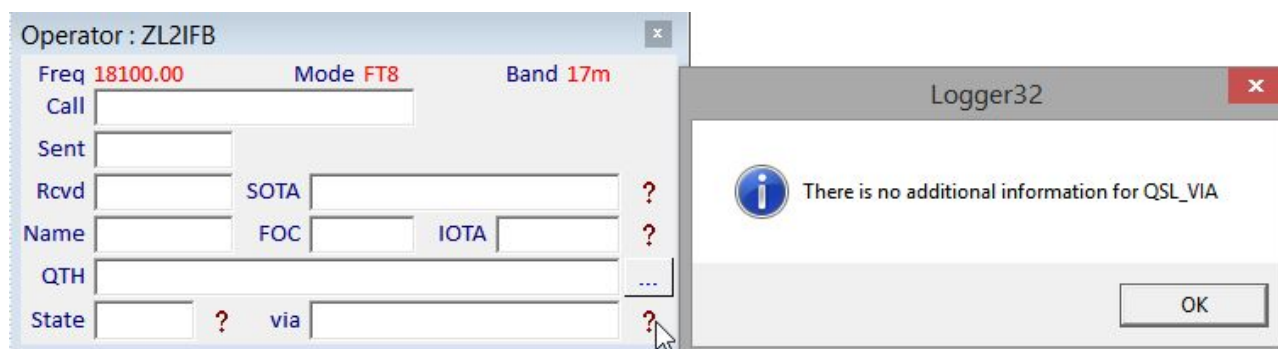 Operator : ZL2IFB
x
Freq 18100.00 Mode FT8 Band 17m
Call
Sent
Rcvd SOTA ?
Name FOC IOTA ?
QTH ...
State ? via ?
Logger32
x
There is no additional information for QSL_VIA
OK